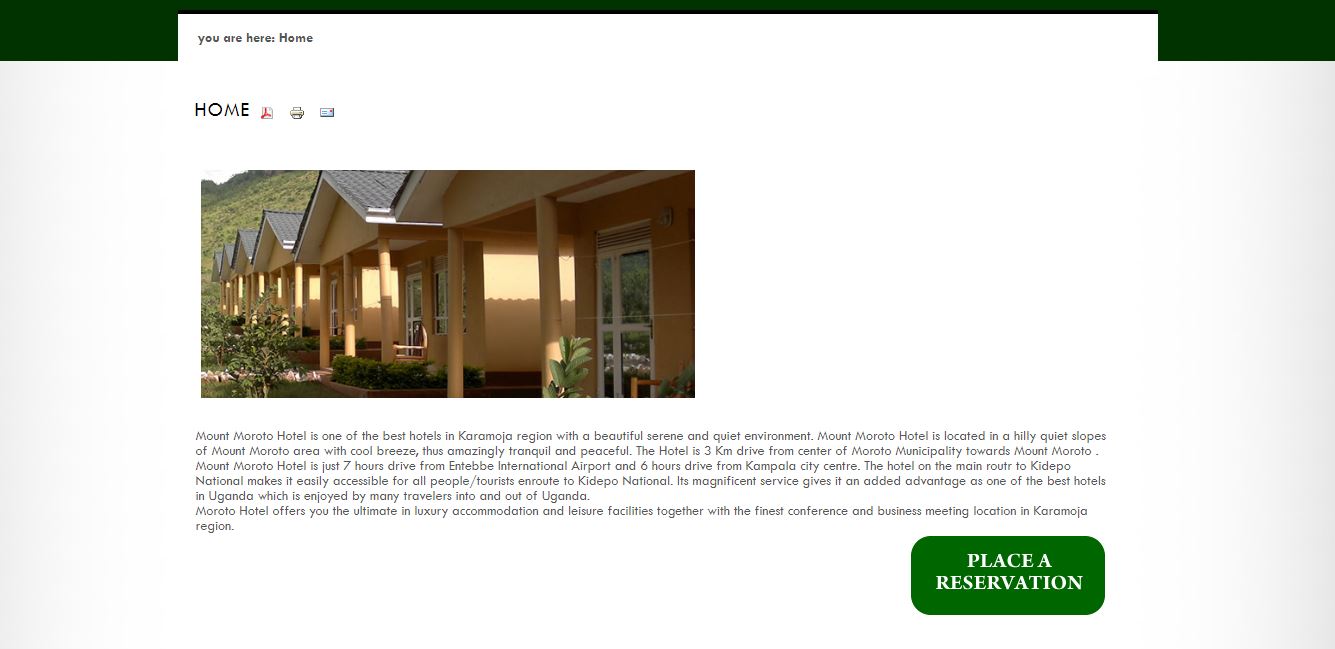 you are here: Home
HOME
Mount Moroto Hotel is one of the best hotels in Karamoja region with a beautiful serene and quiet environment. Mount Moroto Hotel is located in a hilly quiet slopes
of Mount Moroto area with cool breeze, thus amazingly tranquil and peaceful. The Hotel is 3 Km drive from center of Moroto Municipality towards Mount Moroto .
Mount Moroto Hotel is just 7 hours drive from Entebbe International Airport and 6 hours drive from Kampala city centre. The hotel on the main routr to Kidepo
National makes it easily accessible for all people/tourists enroute to Kidepo National. Its magnificent service gives it an added advantage as one of the best hotels
in Uganda which is enjoyed by many travelers into and out of Uganda.
Moroto Hotel offers you the ultimate in luxury accommodation and leisure facilities together with the finest conference and business meeting location in Karamoja
region.
PLACE A
RESERVATION